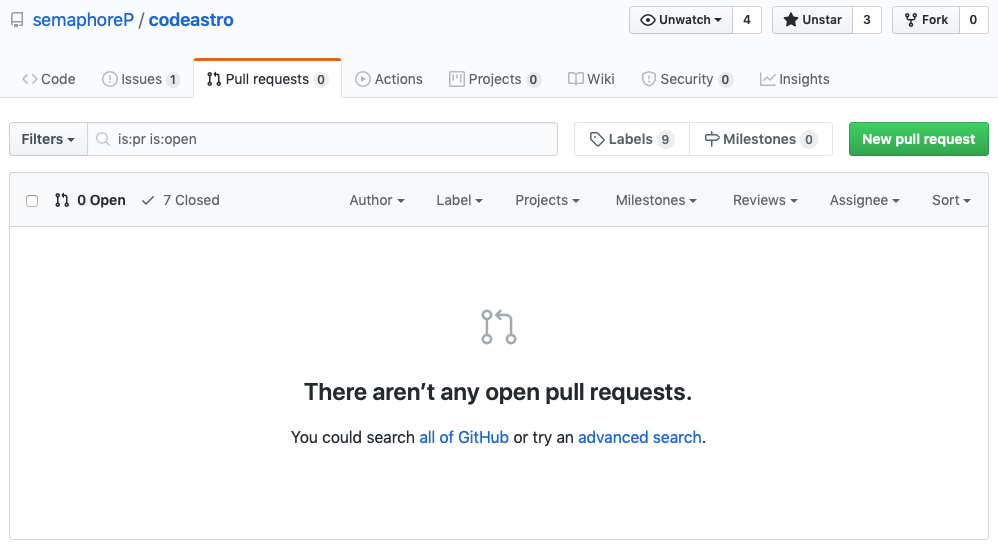 semaphoreP / codeastro Unwatch 4 Unstar 3 Fork 0
Code Issues 1 Pull requests 0 Actions Projects 0 Wiki Security 0 Insights
Filters is:pr is:open Labels 9 Milestones 0 New pull request
0 Open 7 Closed Author Label Projects Milestones Reviews Assignee Sort
There aren’t any open pull requests.
You could search all of GitHub or try an advanced search.